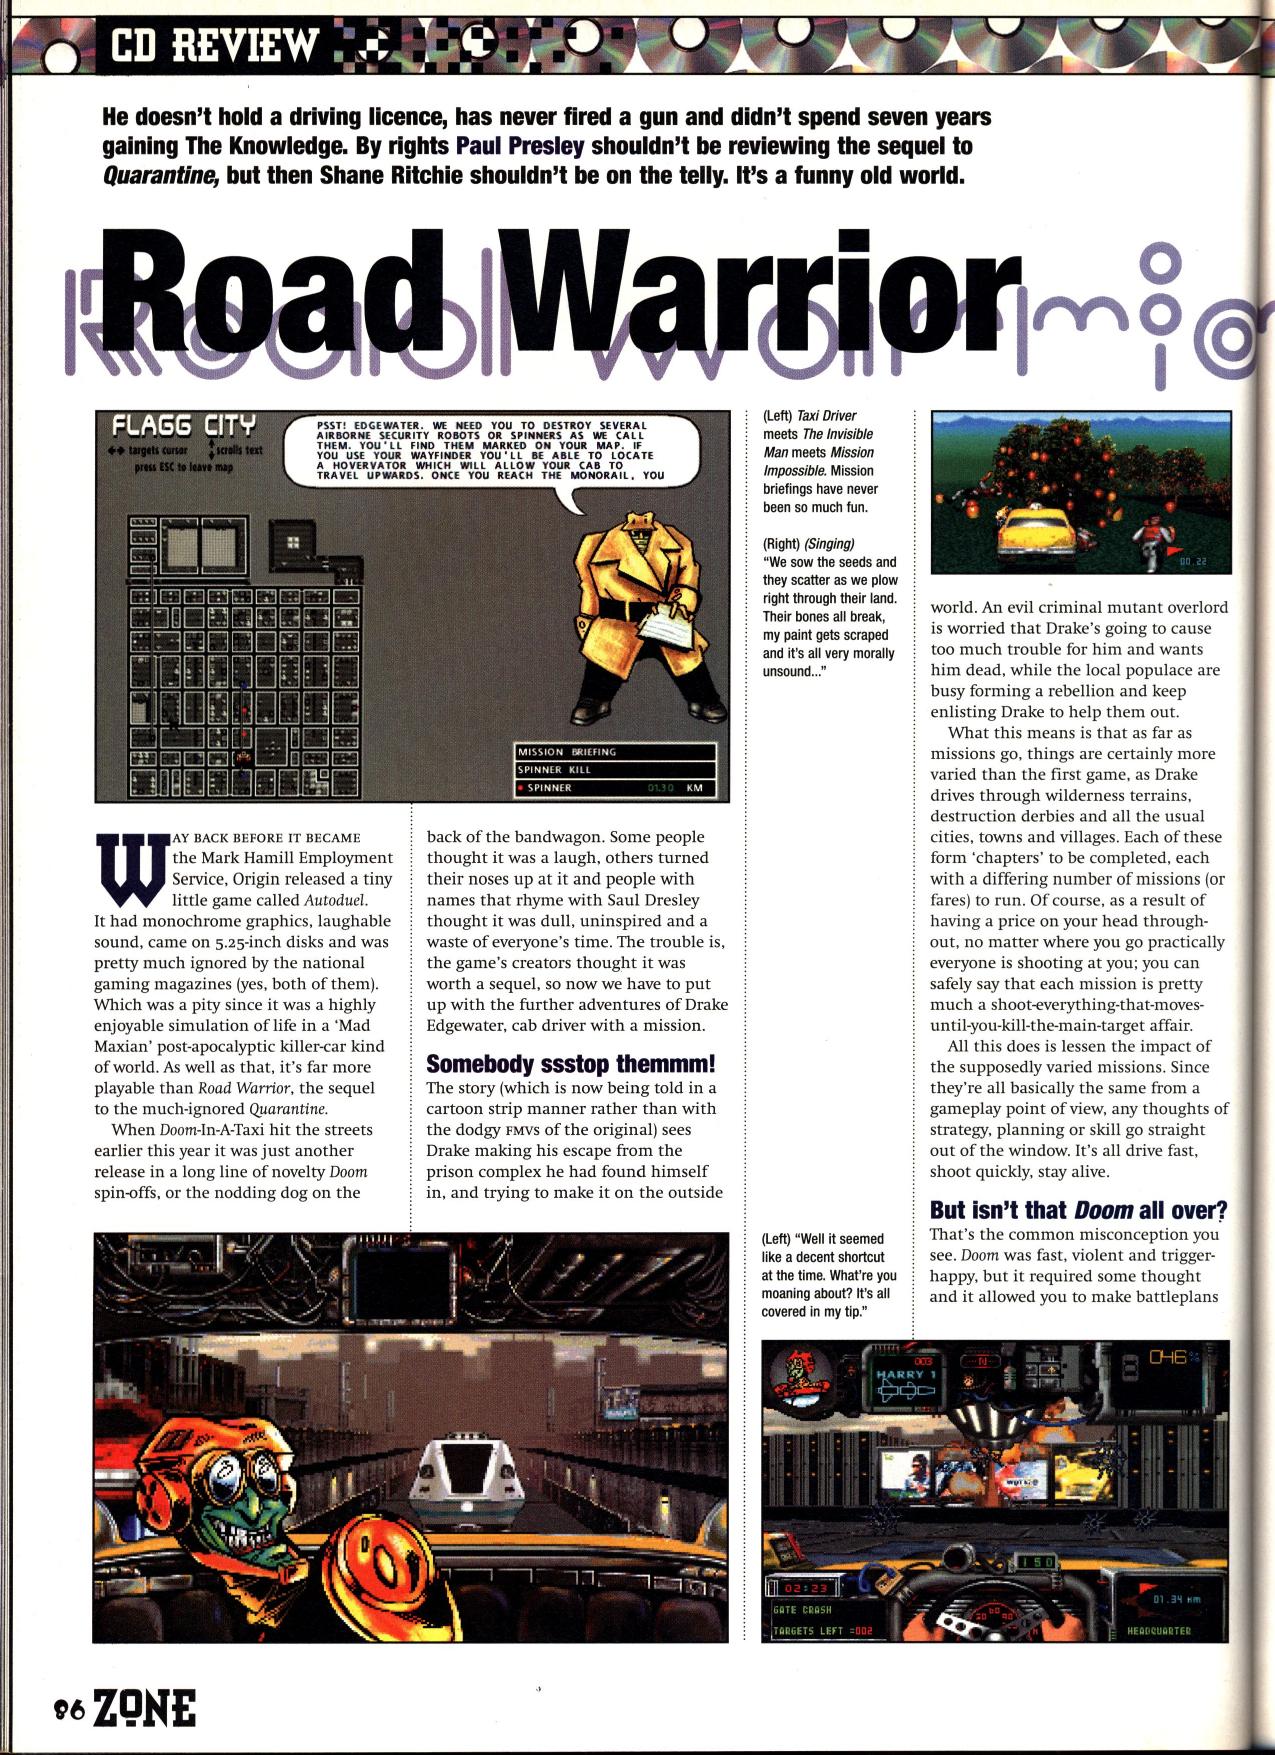 CD REVIEW
He doesn't hold a driving licence, has never fired a gun and didn't spend seven years
gaining The Knowledge. By rights Paul Presley shouldn't be reviewing the sequel to
Quarantine, but then Shane Ritchie shouldn't be on the telly. It's a funny old world.
Road Warrior
Road Warrio
FLAGG CITY
targets cursor scrolls text
press ESC to leave map
PSST! EDGEWATER. WE NEED YOU TO DESTROY SEVERAL
AIRBORNE SECURITY ROBOTS OR SPINNERS AS WE CALL
THEM. YOU'LL FIND THEM MARKED ON YOUR MAP. IF
YOU USE YOUR WAYFINDER YOU'LL BE ABLE TO LOCATE
A HOVERVATOR WHICH WILL ALLOW YOUR CAB TO
TRAVEL UPWARDS. ONCE YOU REACH THE MONORAIL, YOU
MISSION BRIEFING
SPINNER KILL
SPINNER 01.30 KM
(Left) Taxi Driver
meets The Invisible
Man meets Mission
Impossible. Mission
briefings have never
been so much fun.
(Right) (Singing)
"We sow the seeds and
they scatter as we plow
right through their land.
Their bones all break,
my paint gets scraped
and it's all very morally
unsound..."
00.22
WAY BACK BEFORE IT BECAME
the Mark Hamill Employment
Service, Origin released a tiny
little game called Autoduel.
It had monochrome graphics, laughable
sound, came on 5.25-inch disks and was
pretty much ignored by the national
gaming magazines (yes, both of them).
Which was a pity since it was a highly
enjoyable simulation of life in a 'Mad
Maxian' post-apocalyptic killer-car kind
of world. As well as that, it's far more
playable than Road Warrior, the sequel
to the much-ignored Quarantine.
When Doom-In-A-Taxi hit the streets
earlier this year it was just another
release in a long line of novelty Doom
spin-offs, or the nodding dog on the
back of the bandwagon. Some people
thought it was a laugh, others turned
their noses up at it and people with
names that rhyme with Saul Dresley
thought it was dull, uninspired and a
waste of everyone's time. The trouble is,
the game's creators thought it was
worth a sequel, so now we have to put
up with the further adventures of Drake
Edgewater, cab driver with a mission.
Somebody ssstop themmm!
The story (which is now being told in a
cartoon strip manner rather than with
the dodgy FMVs of the original) sees
Drake making his escape from the
prison complex he had found himself
in, and trying to make it on the outside
world. An evil criminal mutant overlord
is worried that Drake's going to cause
too much trouble for him and wants
him dead, while the local populace are
busy forming a rebellion and keep
enlisting Drake to help them out.
What this means is that as far as
missions go, things are certainly more
varied than the first game, as Drake
drives through wilderness terrains,
destruction derbies and all the usual
cities, towns and villages. Each of these
form 'chapters' to be completed, each
with a differing number of missions (or
fares) to run. Of course, as a result of
having a price on your head through-
out, no matter where you go practically
everyone is shooting at you; you can
safely say that each mission is pretty
much a shoot-everything-that-moves-
until-you-kill-the-main-target affair.
All this does is lessen the impact of
the supposedly varied missions. Since
they're all basically the same from a
gameplay point of view, any thoughts of
strategy, planning or skill go straight
out of the window. It's all drive fast,
shoot quickly, stay alive.
But isn't that Doom all over?
That's the common misconception you
see. Doom was fast, violent and trigger-
happy, but it required some thought
and it allowed you to make battleplans
(Left) "Well it seemed
like a decent shortcut
at the time. What're you
moaning about? It's all
covered in my tip."
003
HARRY 1
N
046
150
02:23
GATE CRASH
TARGETS LEFT =002
01.34 KM
HEADQUARTER
86 ZONE